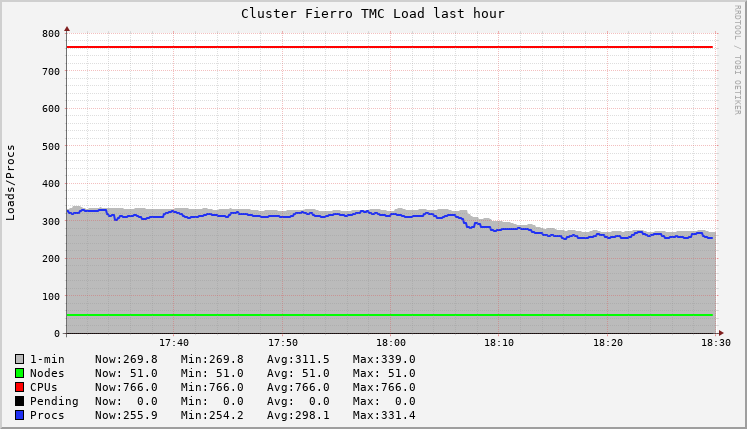 Cluster Fierro TMC Load last hour
RRDTOOL / TOBI OETIKER
Loads/Procs
800
700
600
500
400
300
200
100
0
17:40 17:50 18:00 18:10 18:20 18:30
1-min Now:269.8 Min:269.8 Avg:311.5 Max:339.0
Nodes Now: 51.0 Min: 51.0 Avg: 51.0 Max: 51.0
CPUs Now:766.0 Min:766.0 Avg:766.0 Max:766.0
Pending Now: 0.0 Min: 0.0 Avg: 0.0 Max: 0.0
Procs Now:255.9 Min:254.2 Avg:298.1 Max:331.4